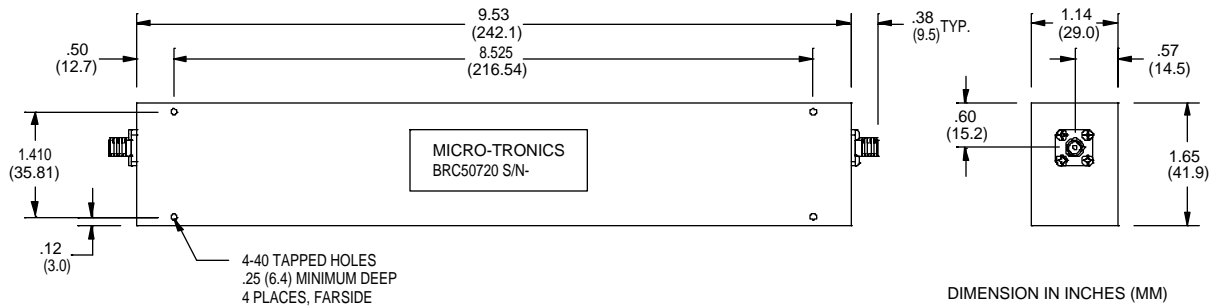 9.53
(242.1)
.38
(9.5) TYP.
1.14
(29.0)
.50
(12.7)
8.525
(216.54)
.57
(14.5)
.60
(15.2)
1.410
(35.81)
MICRO-TRONICS
BRC50720 S/N-
1.65
(41.9)
.12
(3.0)
4-40 TAPPED HOLES
.25 (6.4) MINIMUM DEEP
4 PLACES, FARSIDE
DIMENSION IN INCHES (MM)